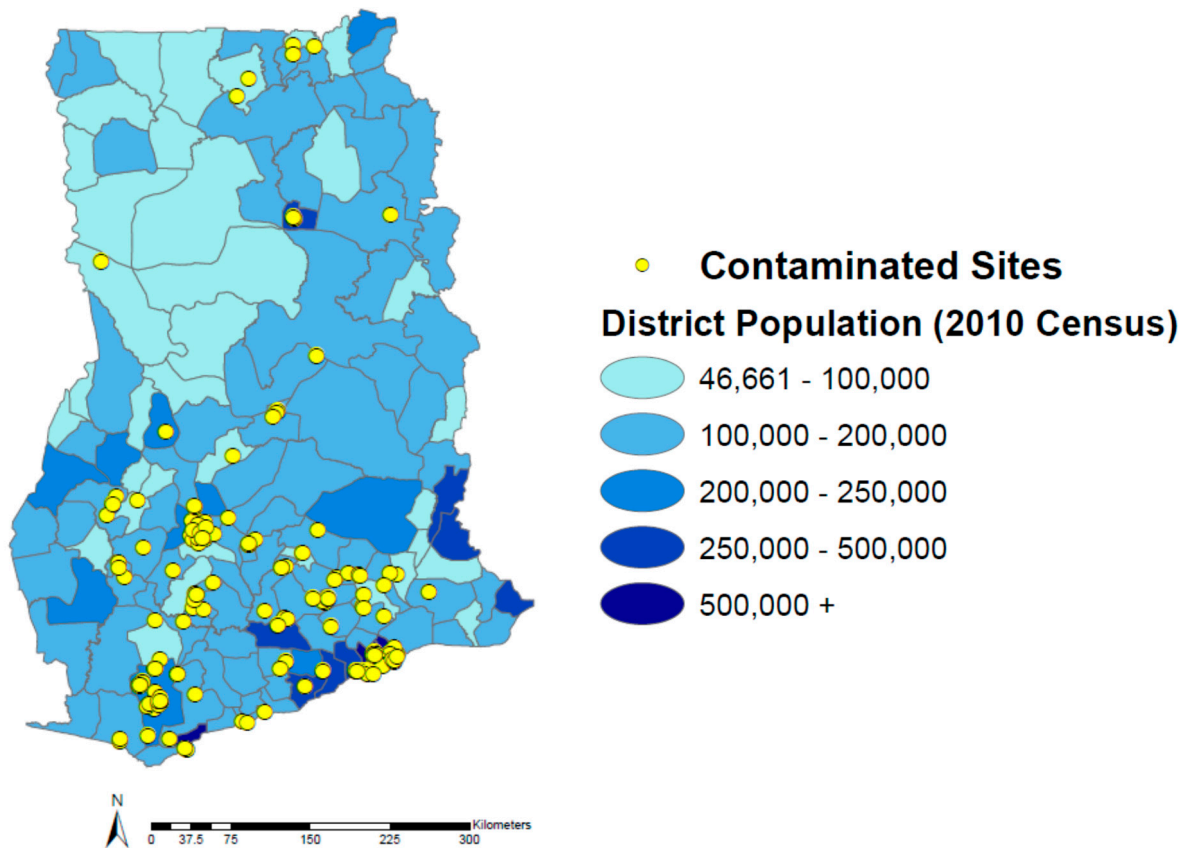 Contaminated Sites
District Population (2010 Census)
46,661 - 100,000
100,000 - 200,000
200,000 - 250,000
250,000 - 500,000
500,000 +
N
Kilometers
0 37.5 75 150 225 300